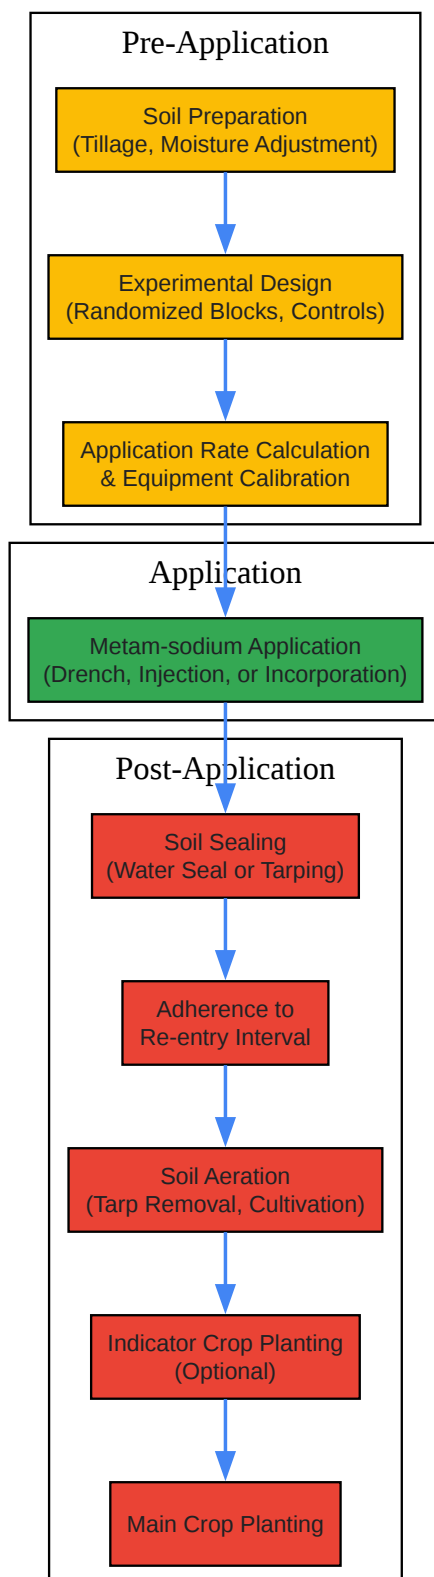 Pre-Application
Soil Preparation
(Tillage, Moisture Adjustment)
Experimental Design
(Randomized Blocks, Controls)
Application Rate Calculation
& Equipment Calibration
Application
Metam-sodium Application
(Drench, Injection, or Incorporation)
Post-Application
Soil Sealing
(Water Seal or Tarping)
Adherence to
Re-entry Interval
Soil Aeration
(Tarp Removal, Cultivation)
Indicator Crop Planting
(Optional)
Main Crop Planting